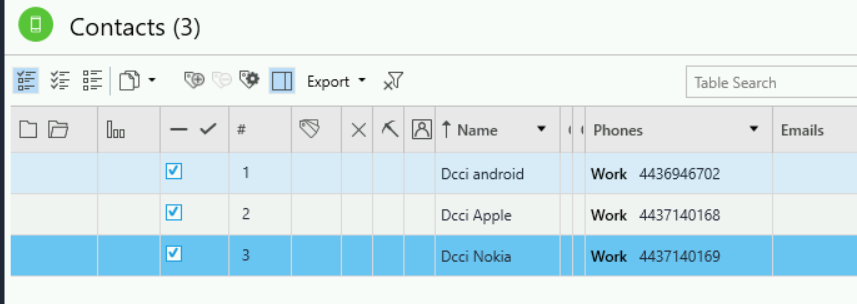 Contacts (3)
Export
Table Search
# Name Phones Emails
1 Dcci android Work 4436946702
2 Dcci Apple Work 4437140168
3 Dcci Nokia Work 4437140169